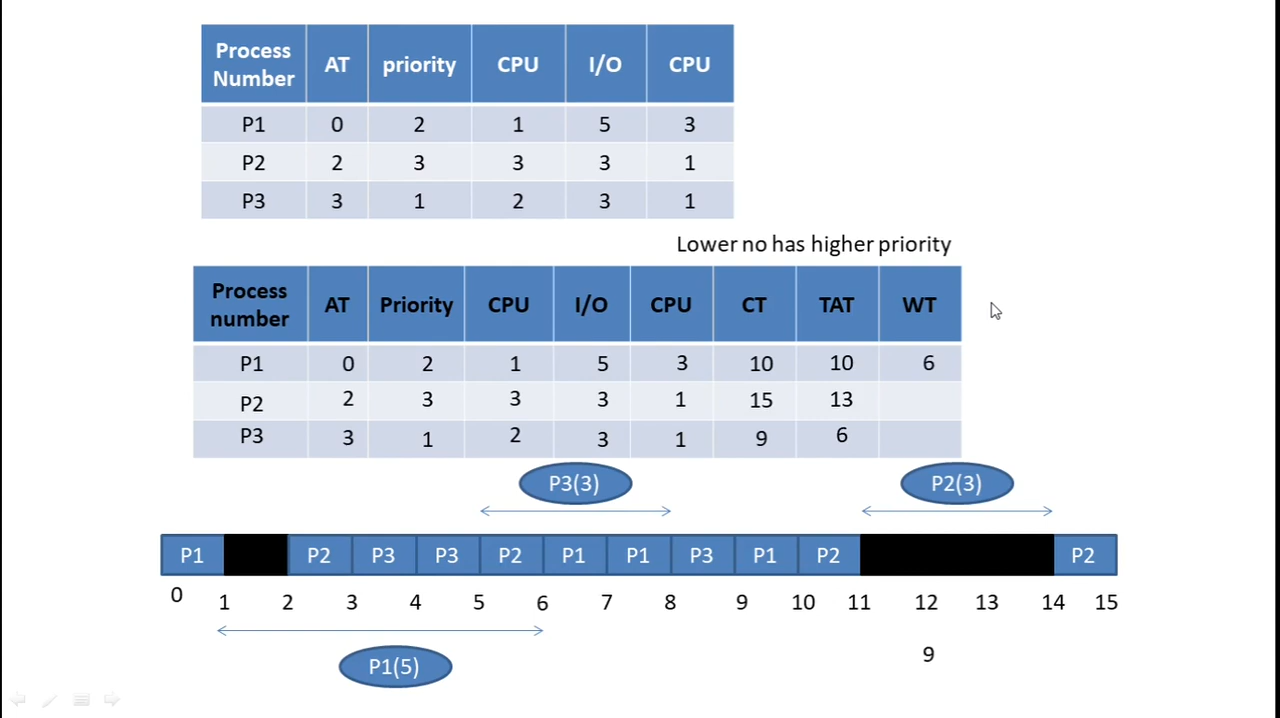 Process Number AT priority CPU I/O CPU
P1 0 2 1 5 3
P2 2 3 3 3 1
P3 3 1 2 3 1
Lower no has higher priority
Process number AT Priority CPU I/O CPU CT TAT WT
P1 0 2 1 5 3 10 10 6
P2 2 3 3 3 1 15 13
P3 3 1 2 3 1 9 6
P3(3) P2(3)
P1 P2 P3 P3 P2 P1 P1 P3 P1 P2 P2
0 1 2 3 4 5 6 7 8 9 10 11 12 13 14 15
9
P1(5)